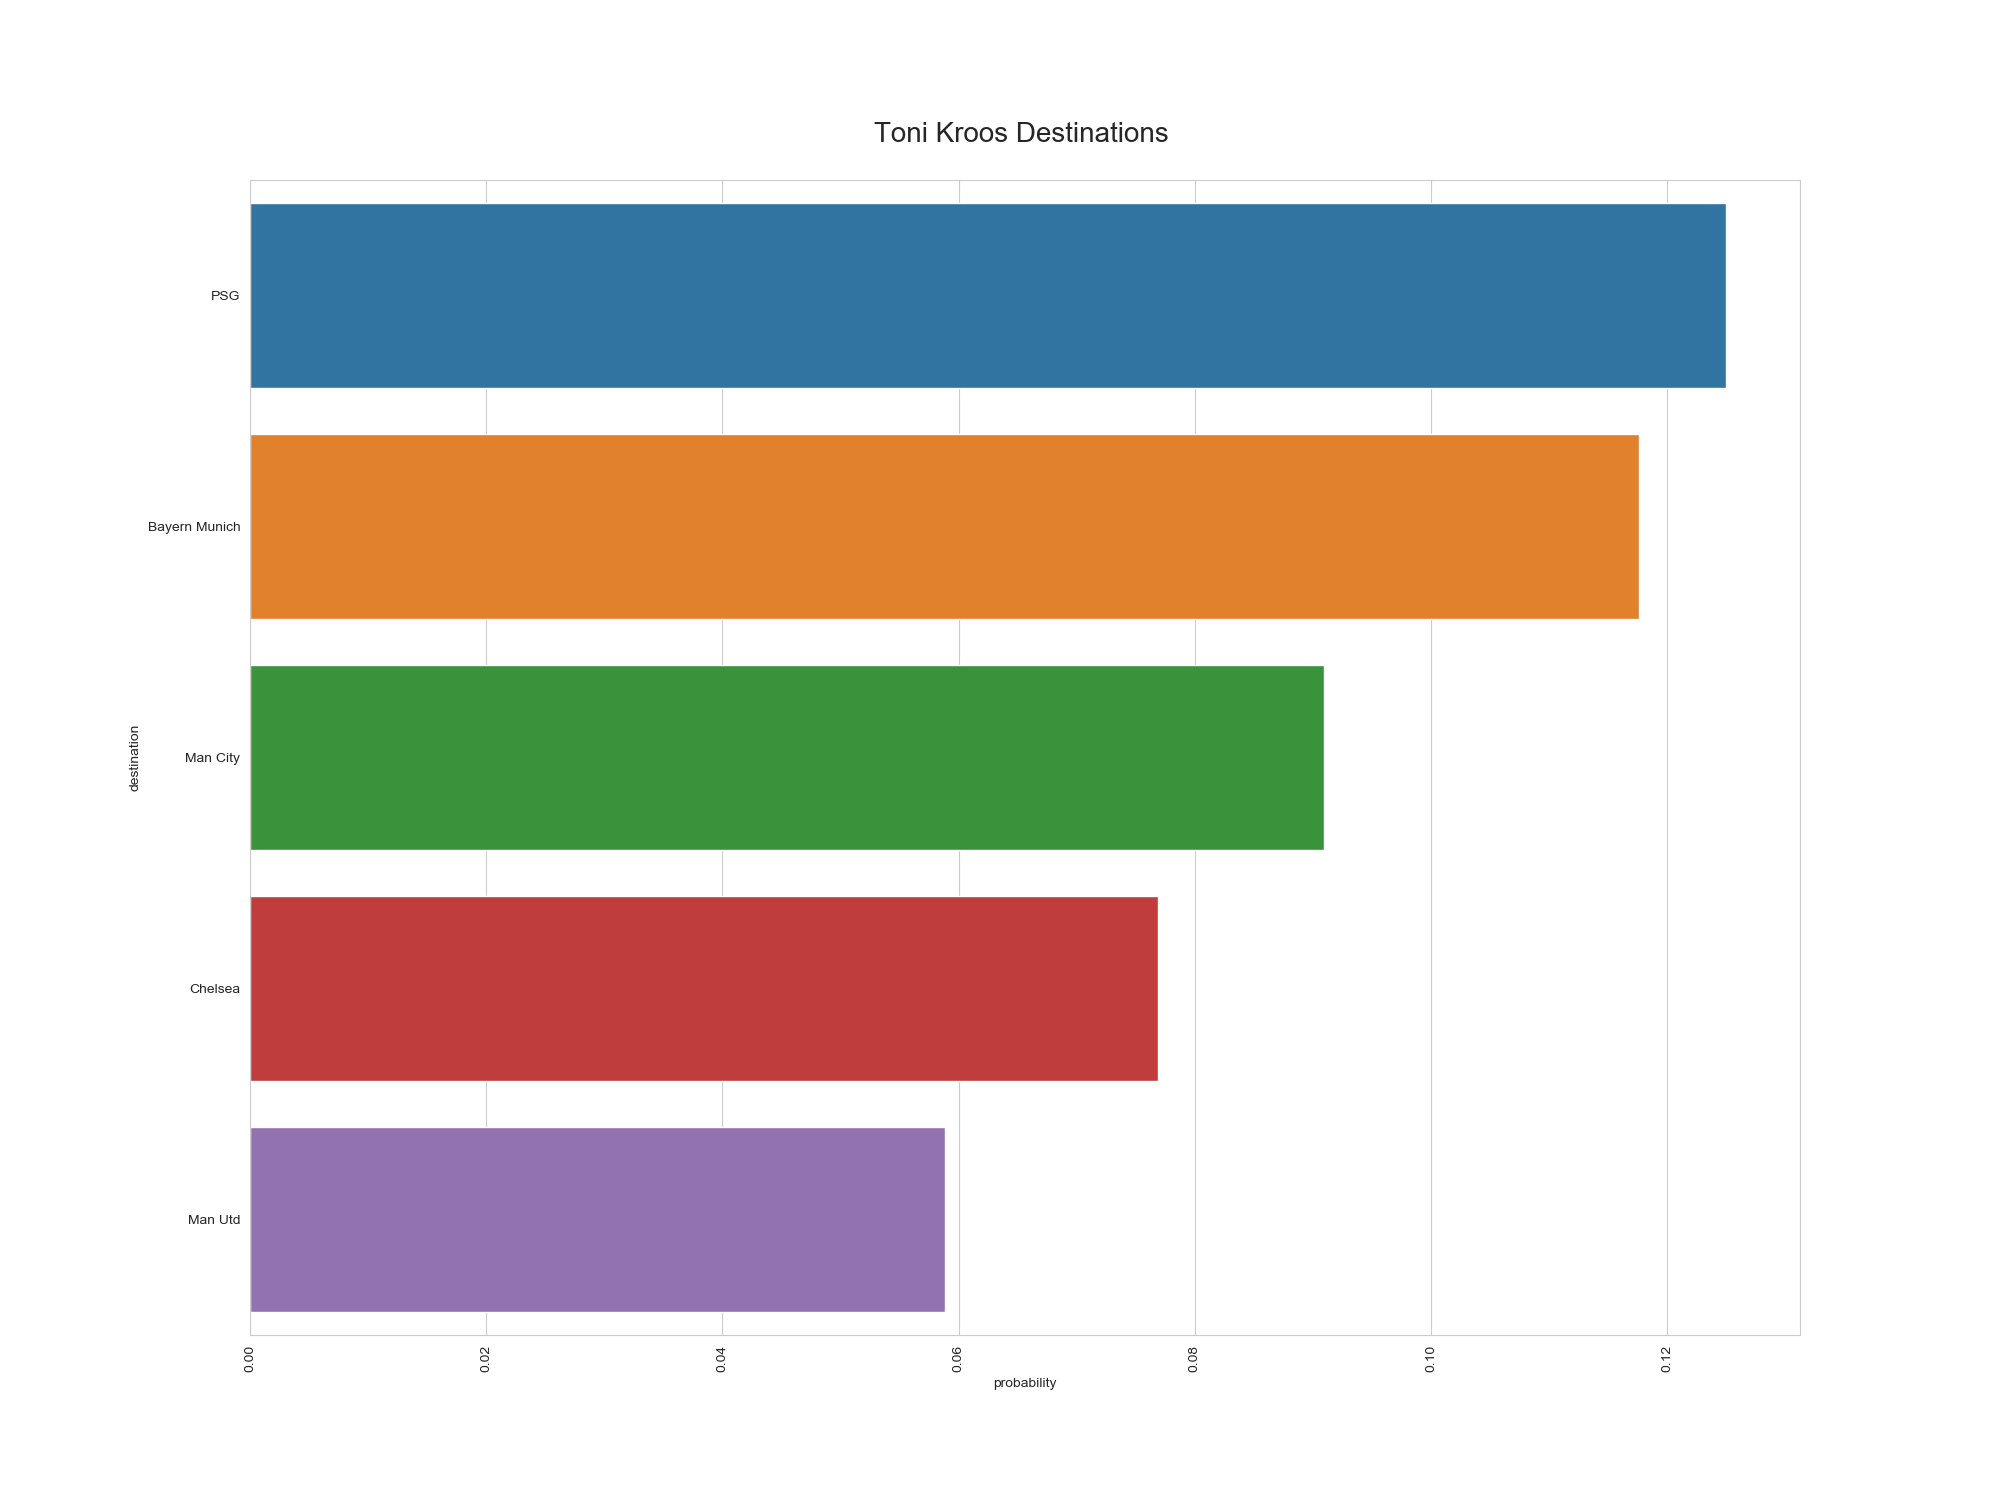 Toni Kroos Destinations
PSG
Bayern Munich
Man City
Chelsea
Man Utd
destination
0.00
0.02
0.04
0.06
0.08
0.10
0.12
probability